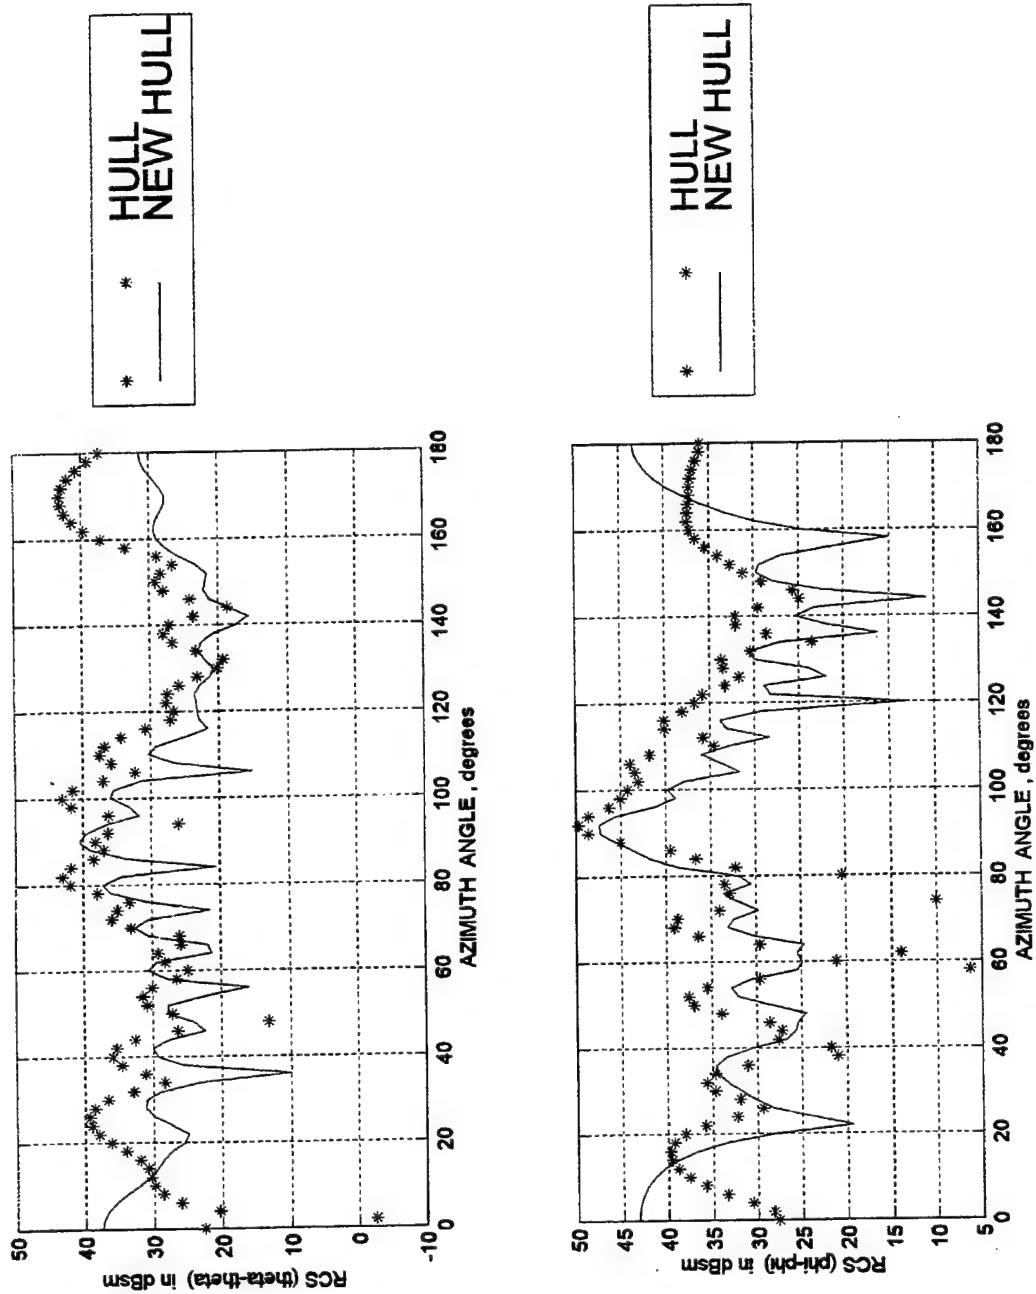 HULL
NEW HULL
50
40
30
20
10
0
-10
RCS (theta-theta) in dBsm
0 20 40 60 80 100 120 140 160 180
AZIMUTH ANGLE, degrees
HULL
NEW HULL
50
45
40
35
30
25
20
15
10
5
RCS (phi-phi) in dBsm
0 20 40 60 80 100 120 140 160 180
AZIMUTH ANGLE, degrees